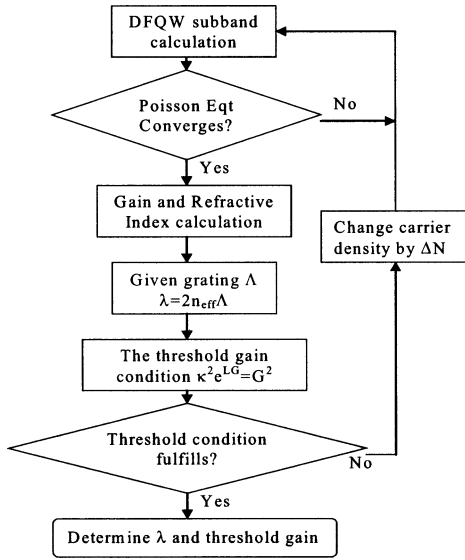 DFQW subband
calculation
Poisson Eqt
Converges?
No
Yes
Gain and Refractive
Index calculation
Change carrier
density by ΔN
Given grating Λ
λ=2n_effΛ
The threshold gain
condition κ²e^LG=G²
Threshold condition
fulfills?
No
Yes
Determine λ and threshold gain